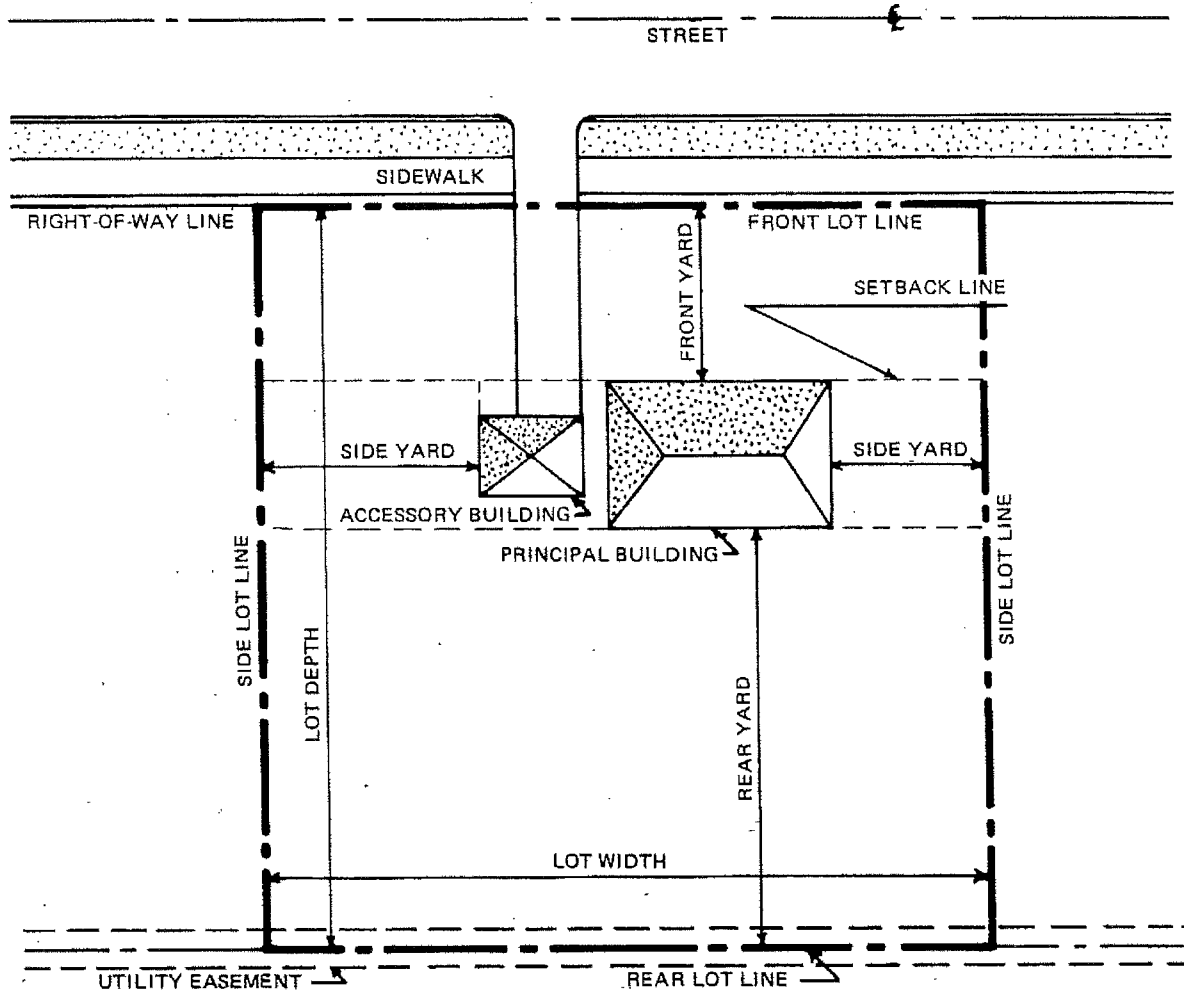 ℄
STREET
SIDEWALK
RIGHT-OF-WAY LINE
FRONT LOT LINE
FRONT YARD
SETBACK LINE
SIDE YARD
SIDE YARD
ACCESSORY BUILDING
PRINCIPAL BUILDING
SIDE LOT LINE
SIDE LOT LINE
LOT DEPTH
REAR YARD
LOT WIDTH
UTILITY EASEMENT
REAR LOT LINE